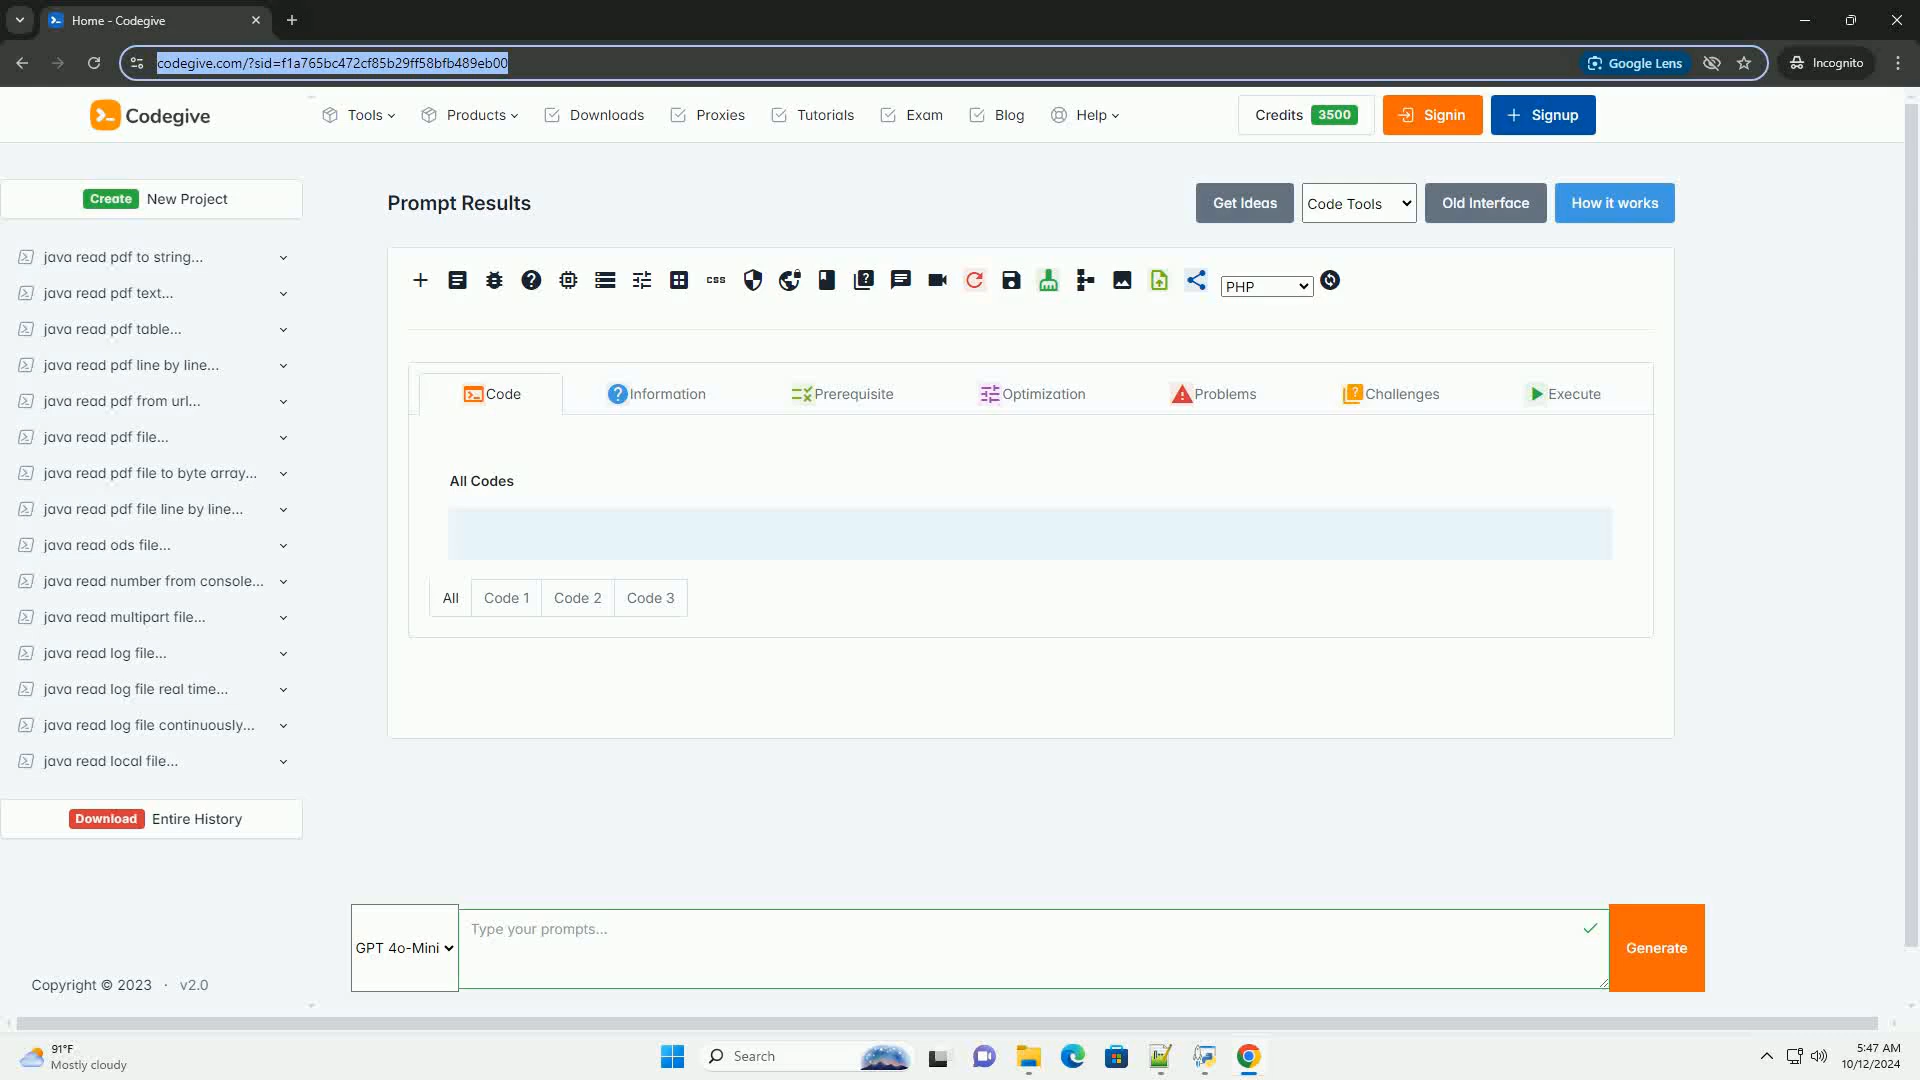 Home - Codegive
codegive.com/?sid=f1a765bc472cf85b29ff58bfb489eb00
Google Lens
Incognito
Codegive
Tools
Products
Downloads
Proxies
Tutorials
Exam
Blog
Help
Credits 3500
Signin
Signup
Create New Project
java read pdf to string...
java read pdf text...
java read pdf table...
java read pdf line by line...
java read pdf from url...
java read pdf file...
java read pdf file to byte array...
java read pdf file line by line...
java read ods file...
java read number from console...
java read multipart file...
java read log file...
java read log file real time...
java read log file continuously...
java read local file...
Download Entire History
Copyright © 2023 · v2.0
Prompt Results
Get Ideas
Code Tools
Old Interface
How it works
CSS
PHP
Code
Information
Prerequisite
Optimization
Problems
Challenges
Execute
All Codes
All
Code 1
Code 2
Code 3
GPT 4o-Mini
Type your prompts...
Generate
91°F
Mostly cloudy
Search
5:47 AM
10/12/2024